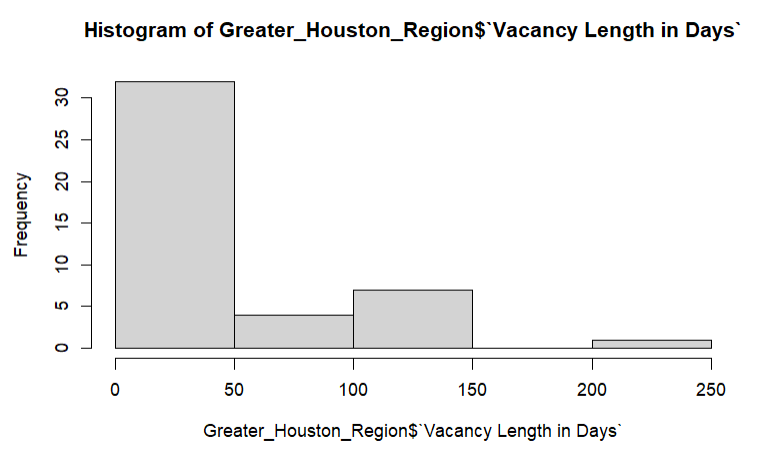 Histogram of Greater_Houston_Region$`Vacancy Length in Days`
Frequency
30
25
20
15
10
5
0
0 50 100 150 200 250
Greater_Houston_Region$`Vacancy Length in Days`